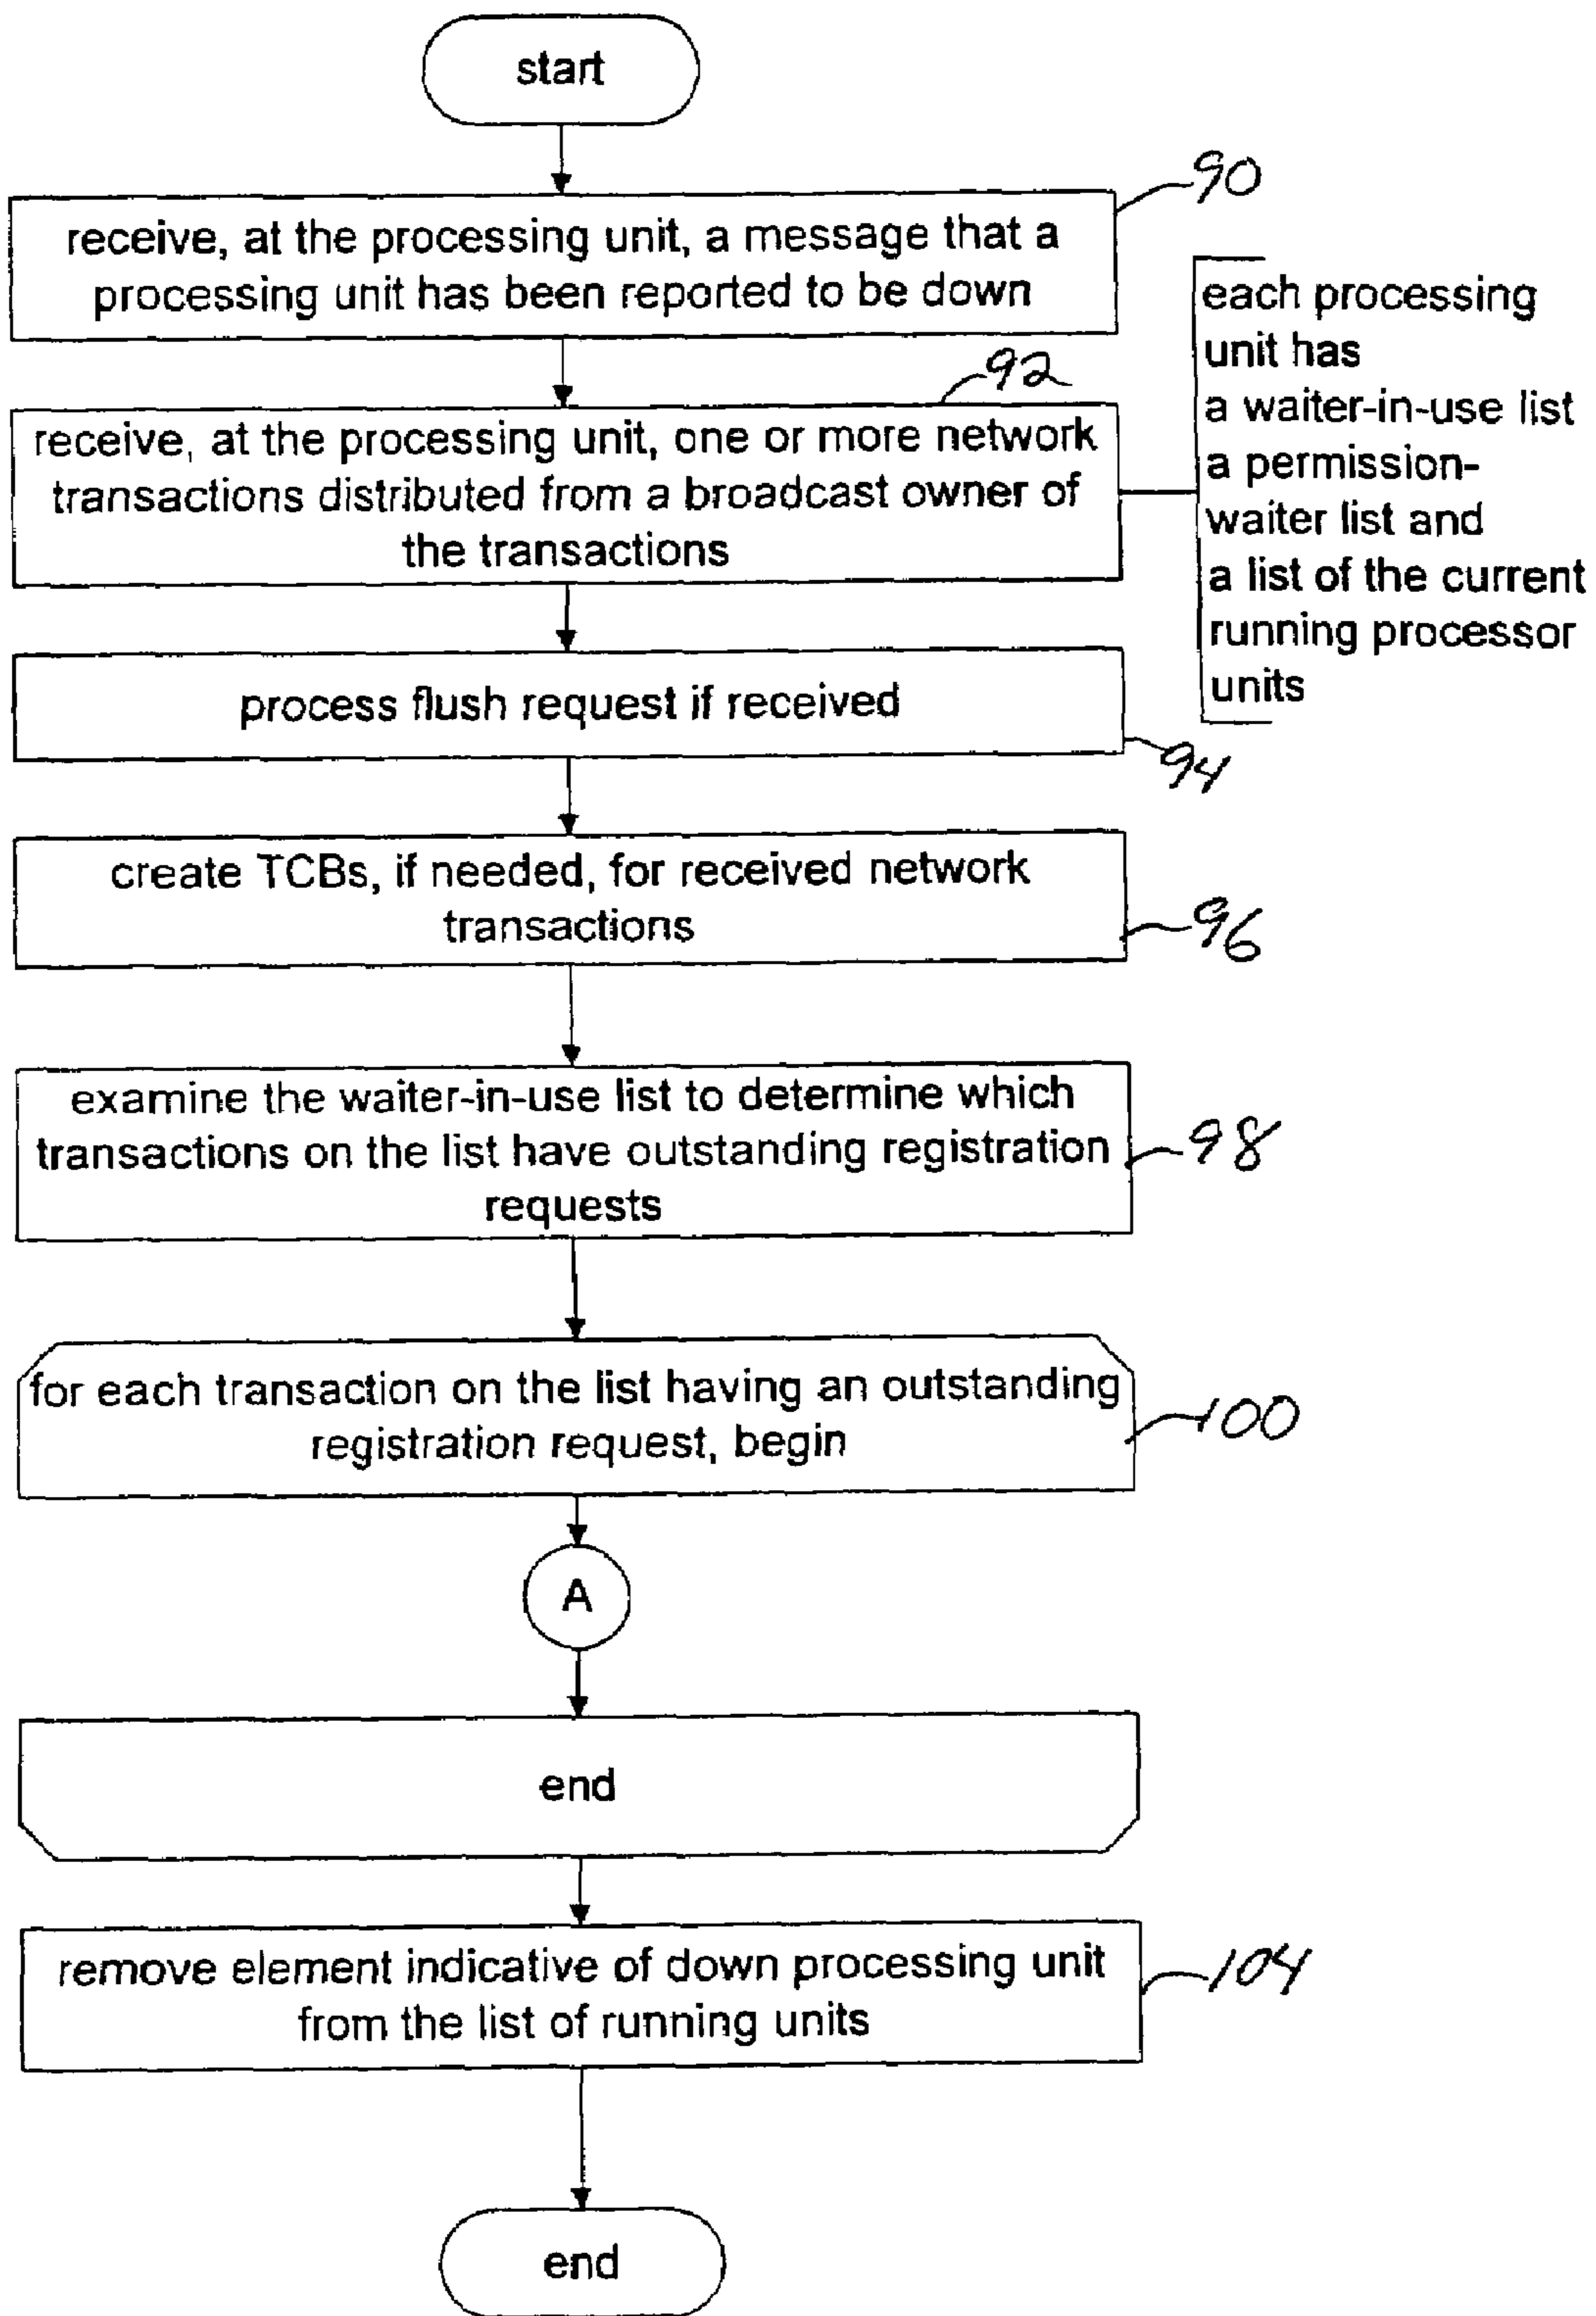 start
90
receive, at the processing unit, a message that a
processing unit has been reported to be down
92
receive, at the processing unit, one or more network
transactions distributed from a broadcast owner of
the transactions
each processing
unit has
a waiter-in-use list
a permission-
waiter list and
a list of the current
running processor
units
process flush request if received
94
create TCBs, if needed, for received network
transactions
96
examine the waiter-in-use list to determine which
transactions on the list have outstanding registration
requests
98
for each transaction on the list having an outstanding
registration request, begin
100
A
end
remove element indicative of down processing unit
from the list of running units
104
end